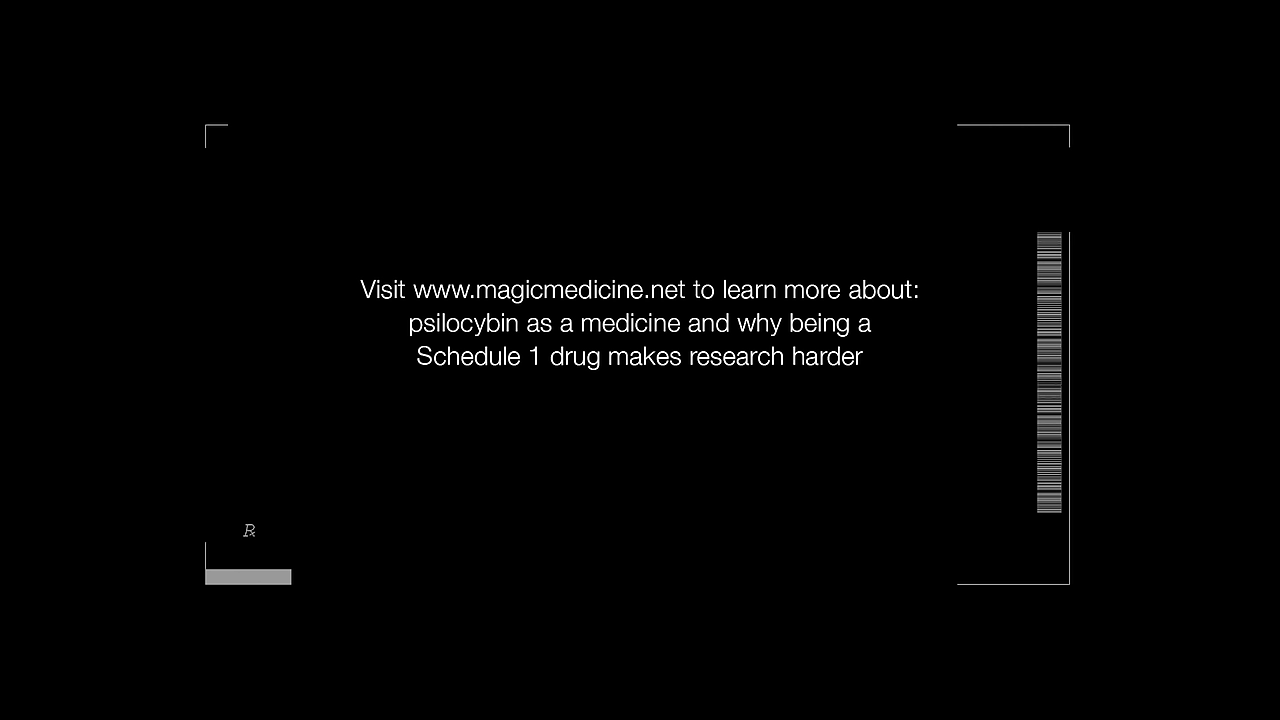 Visit www.magicmedicine.net to learn more about:
psilocybin as a medicine and why being a
Schedule 1 drug makes research harder
℞